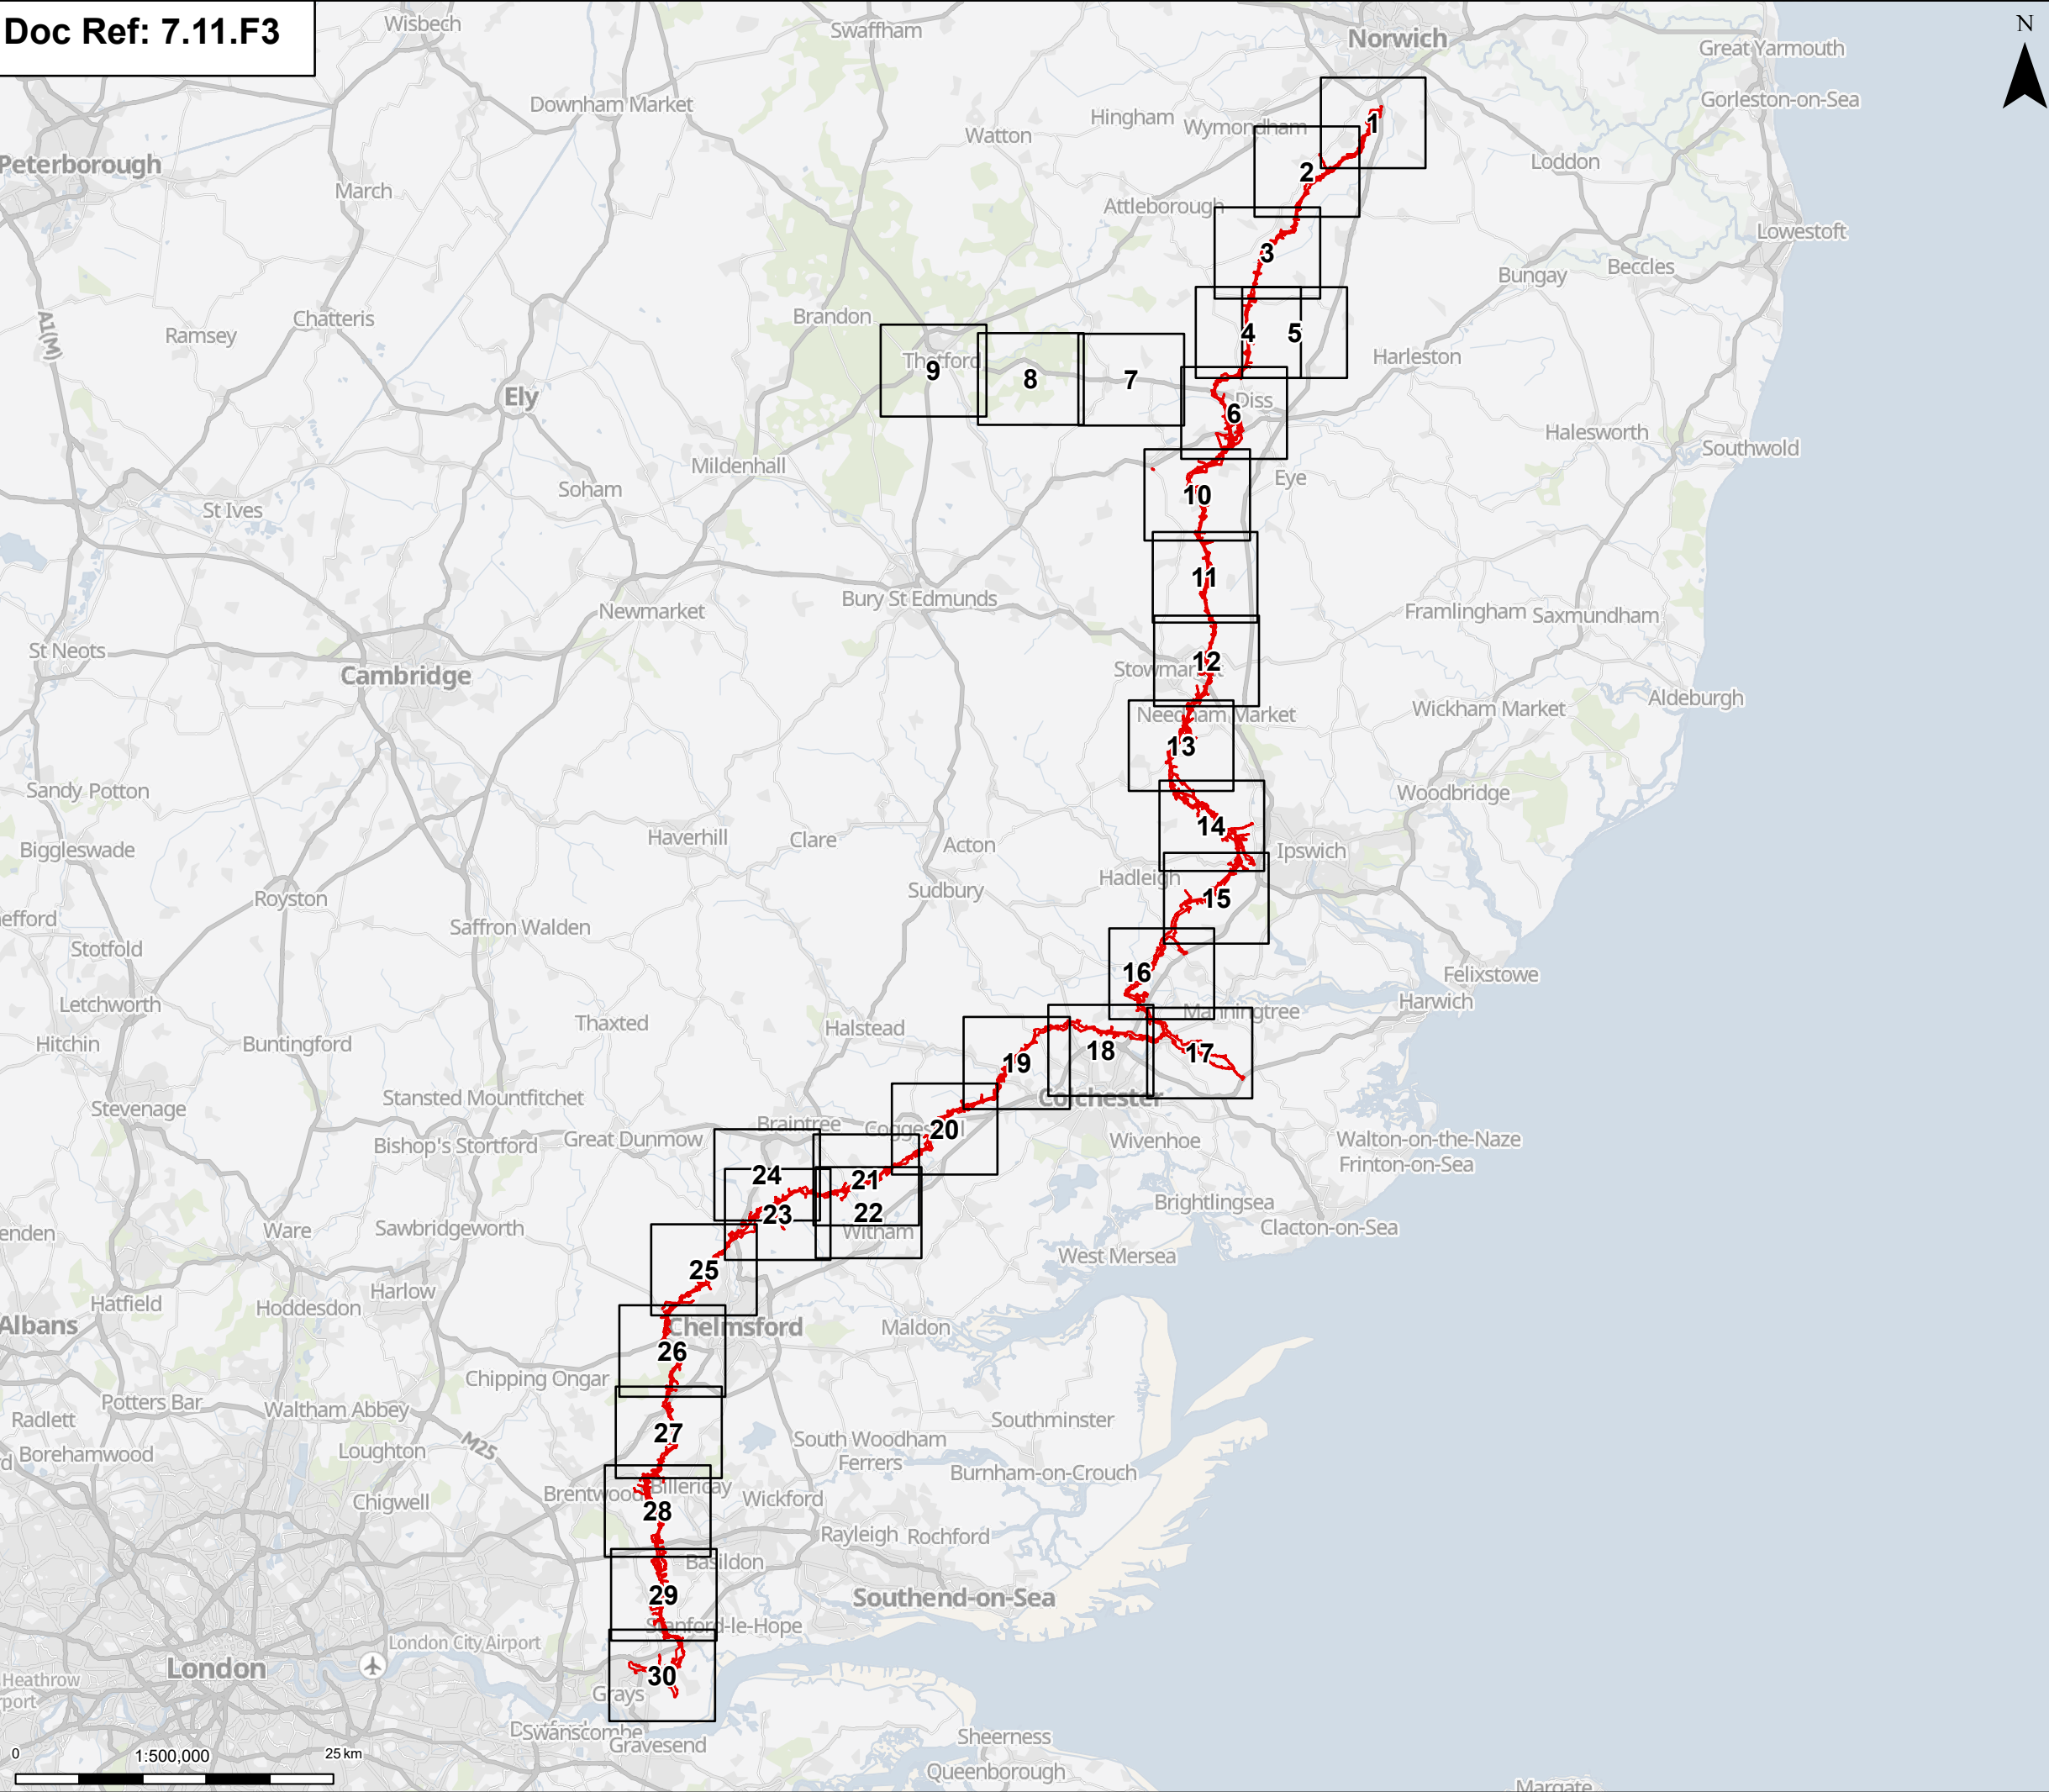 Doc Ref: 7.11.F3
N
Wisbech
Swaffham
Norwich
Great Yarmouth
Downham Market
Gorleston-on-Sea
Hingham
Wymondham
1
Watton
Peterborough
Loddon
2
March
Attleborough
Lowestoft
3
Bungay
Beccles
A1(M)
Ramsey
Chatteris
Brandon
4
5
Harleston
Thetford
9
8
7
Ely
Diss
6
Halesworth
Southwold
Mildenhall
Eye
Soham
10
St Ives
11
Bury St Edmunds
Newmarket
Framlingham
Saxmundham
St Neots
12
Stowmarket
Cambridge
Aldeburgh
Needham Market
Wickham Market
13
Sandy
Potton
Woodbridge
14
Haverhill
Clare
Acton
Ipswich
Biggleswade
Hadleigh
Sudbury
15
Royston
efford
Saffron Walden
Stotfold
16
Felixstowe
Letchworth
Harwich
Manningtree
Thaxted
Halstead
Hitchin
Buntingford
18
17
19
Colchester
Stansted Mountfitchet
Stevenage
Braintree
20
Great Dunmow
Bishop's Stortford
Wivenhoe
Walton-on-the-Naze
Frinton-on-Sea
24
21
Brightlingsea
23
22
Ware
Sawbridgeworth
Witham
Clacton-on-Sea
enden
West Mersea
25
Harlow
Hatfield
Hoddesdon
Albans
Chelmsford
Maldon
26
Chipping Ongar
Potters Bar
Waltham Abbey
Radlett
Southminster
27
Borehamwood
Loughton
M25
South Woodham
Ferrers
Burnham-on-Crouch
Brentwood
Billericay
Chigwell
Wickford
28
Rayleigh
Rochford
Basildon
29
Southend-on-Sea
Stanford-le-Hope
London City Airport
London
30
Heathrow
rport
Grays
Swanscombe
Gravesend
Sheerness
0
1:500,000
25 km
Queenborough
Margate